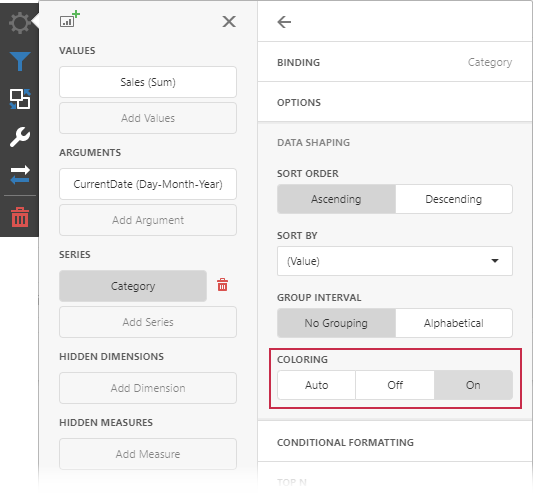 VALUES
Sales (Sum)
Add Values
ARGUMENTS
CurrentDate (Day-Month-Year)
Add Argument
SERIES
Category
Add Series
HIDDEN DIMENSIONS
Add Dimension
HIDDEN MEASURES
Add Measure
BINDING Category
OPTIONS
DATA SHAPING
SORT ORDER
Ascending Descending
SORT BY
(Value)
GROUP INTERVAL
No Grouping Alphabetical
COLORING
Auto Off On
CONDITIONAL FORMATTING
TOP N